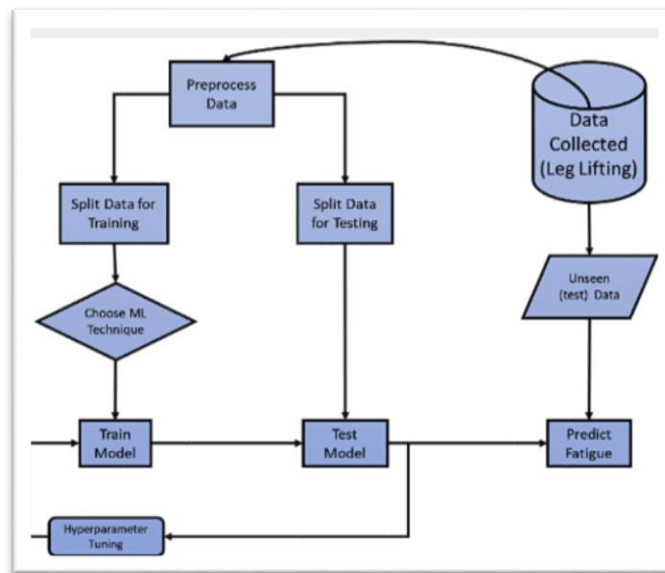 Preprocess
Data
Data
Collected
(Leg Lifting)
Split Data for
Training
Split Data
for Testing
Unseen
(test) Data
Choose ML
Technique
Train
Model
Test
Model
Predict
Fatigue
Hyperparameter
Tuning